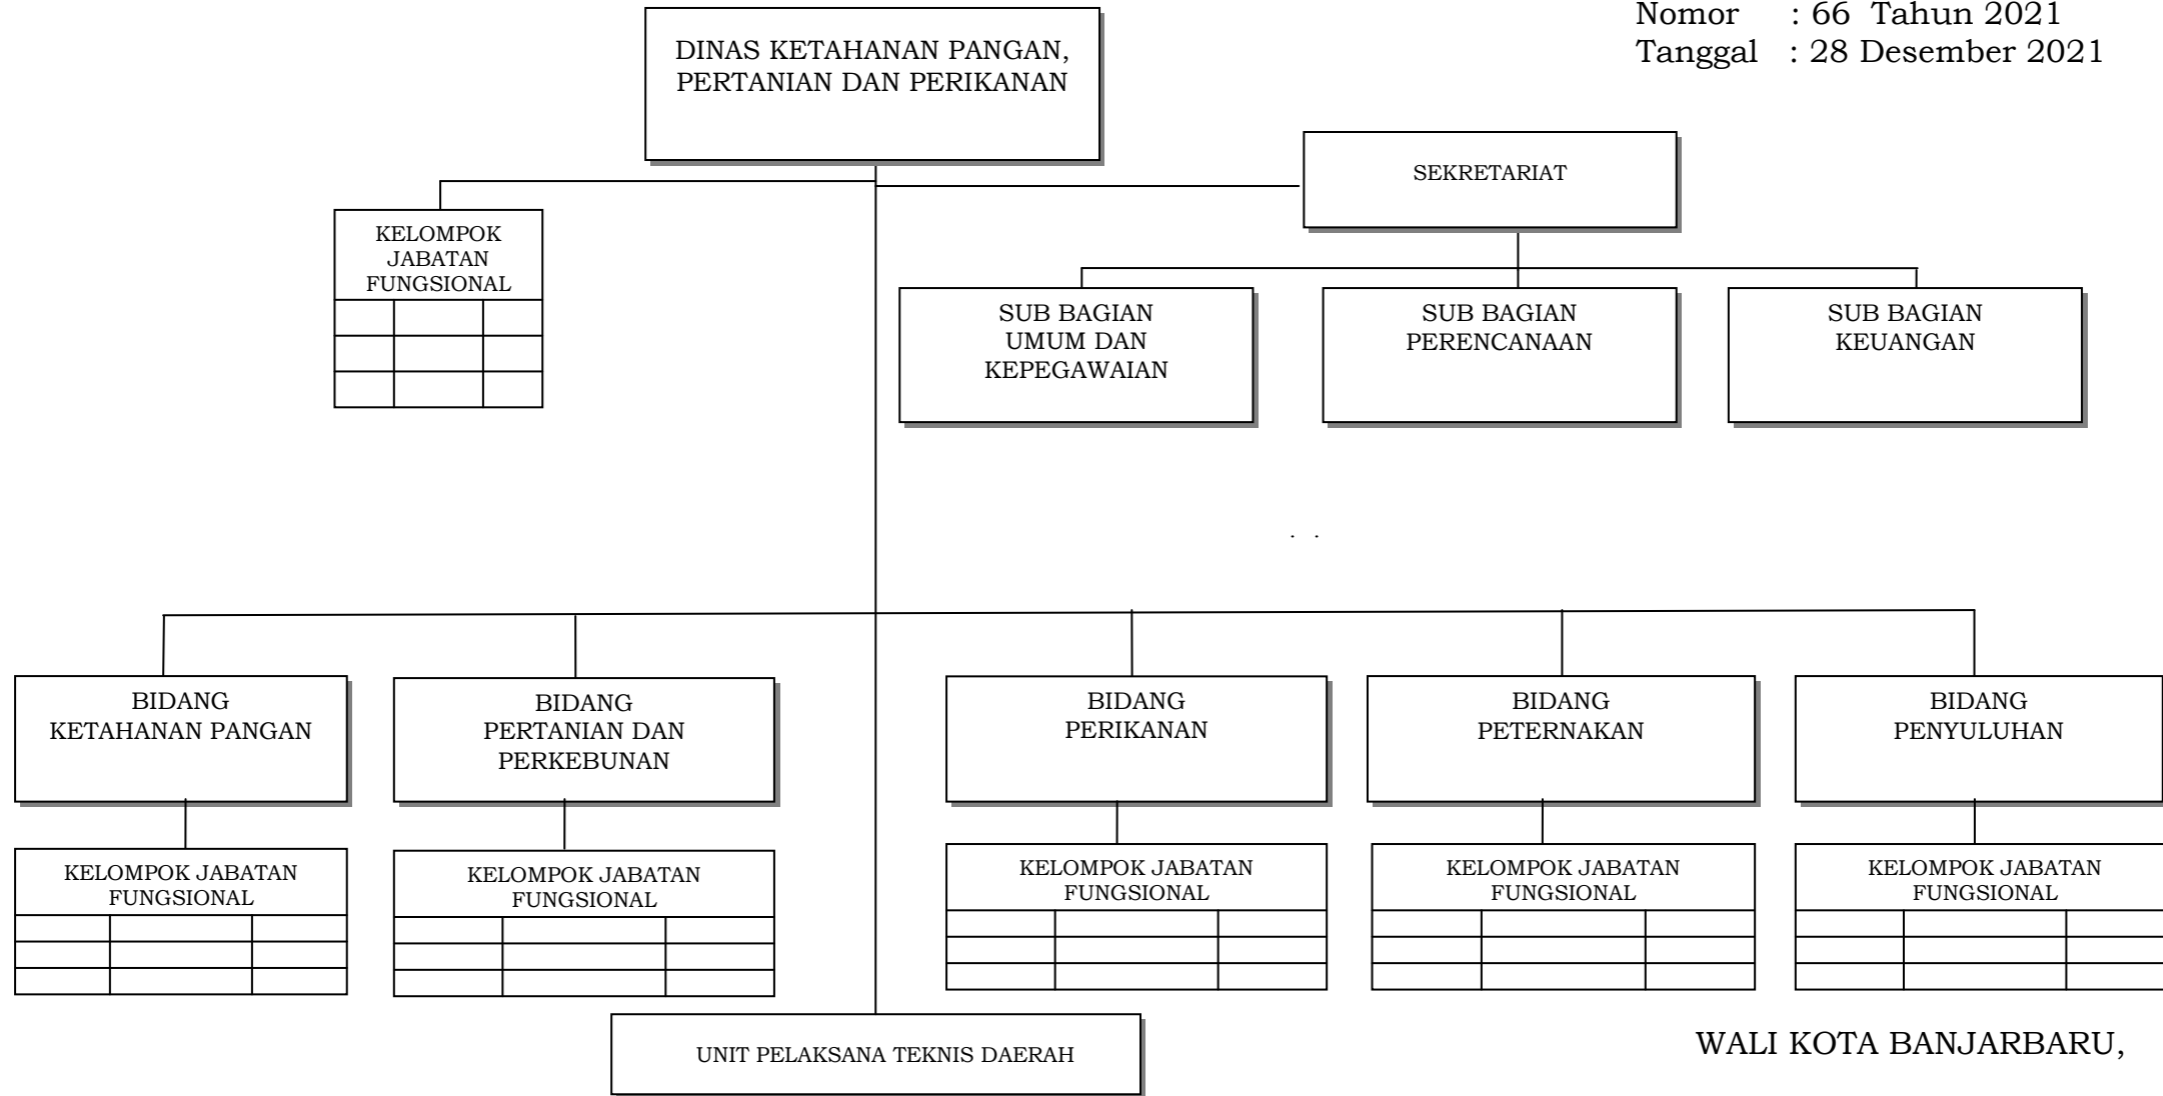 Nomor : 66 Tahun 2021
Tanggal : 28 Desember 2021
DINAS KETAHANAN PANGAN,
PERTANIAN DAN PERIKANAN
SEKRETARIAT
KELOMPOK
JABATAN
FUNGSIONAL
SUB BAGIAN
UMUM DAN
KEPEGAWAIAN
SUB BAGIAN
PERENCANAAN
SUB BAGIAN
KEUANGAN
. .
BIDANG
KETAHANAN PANGAN
BIDANG
PERTANIAN DAN
PERKEBUNAN
BIDANG
PERIKANAN
BIDANG
PETERNAKAN
BIDANG
PENYULUHAN
KELOMPOK JABATAN
FUNGSIONAL
KELOMPOK JABATAN
FUNGSIONAL
KELOMPOK JABATAN
FUNGSIONAL
KELOMPOK JABATAN
FUNGSIONAL
KELOMPOK JABATAN
FUNGSIONAL
UNIT PELAKSANA TEKNIS DAERAH
WALI KOTA BANJARBARU,